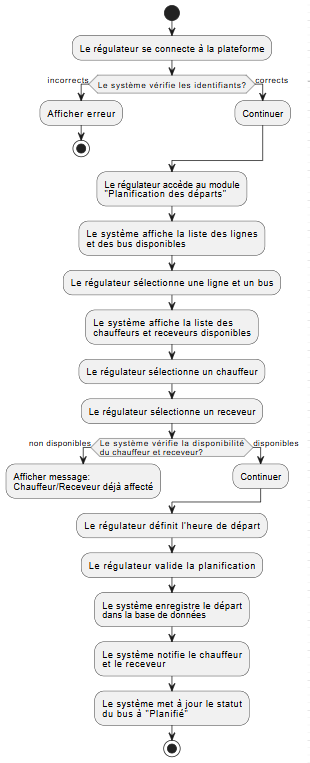 Le régulateur se connecte à la plateforme
incorrects
Le système vérifie les identifiants?
corrects
Afficher erreur
Continuer
Le régulateur accède au module
"Planification des départs"
Le système affiche la liste des lignes
et des bus disponibles
Le régulateur sélectionne une ligne et un bus
Le système affiche la liste des
chauffeurs et receveurs disponibles
Le régulateur sélectionne un chauffeur
Le régulateur sélectionne un receveur
non disponibles
Le système vérifie la disponibilité
du chauffeur et receveur?
disponibles
Afficher message:
Chauffeur/Receveur déjà affecté
Continuer
Le régulateur définit l'heure de départ
Le régulateur valide la planification
Le système enregistre le départ
dans la base de données
Le système notifie le chauffeur
et le receveur
Le système met à jour le statut
du bus à "Planifié"